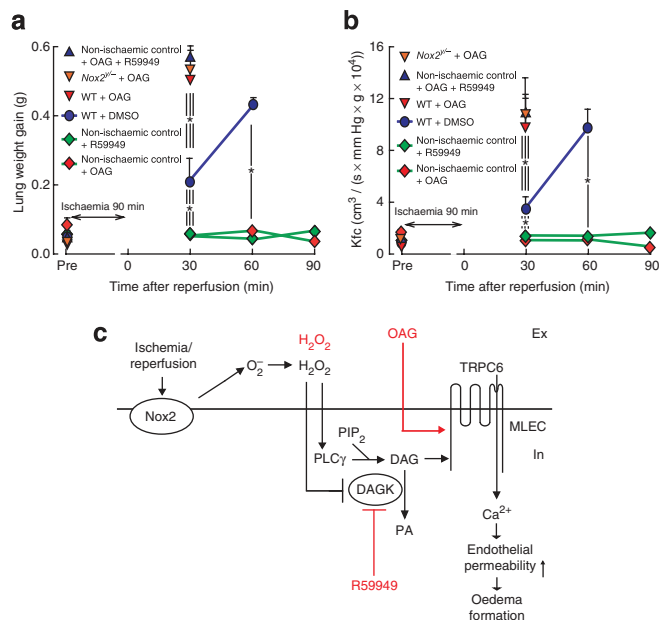 a
Lung weight gain (g)
0.6
0.4
0.2
0.0
Non-ischaemic control
+ OAG + R59949
Nox2^y/− + OAG
WT + OAG
WT + DMSO
Non-ischaemic control
+ R59949
Non-ischaemic control
+ OAG
Ischaemia 90 min
*
*
*
Pre
0
30
60
90
Time after reperfusion (min)
b
Kfc (cm³ / (s × mm Hg × g × 10⁴))
16
12
8
4
0
Nox2^y/− + OAG
Non-ischaemic control
+ OAG + R59949
WT + OAG
WT + DMSO
Non-ischaemic control
+ R59949
Non-ischaemic control
+ OAG
Ischaemia 90 min
*
*
*
Pre
0
30
60
90
Time after reperfusion (min)
c
Ischemia/
reperfusion
Nox2
O₂⁻
H₂O₂
H₂O₂
OAG
Ex
TRPC6
MLEC
In
PIP₂
PLCγ
DAG
DAGK
PA
R59949
Ca²⁺
Endothelial
permeability
Oedema
formation